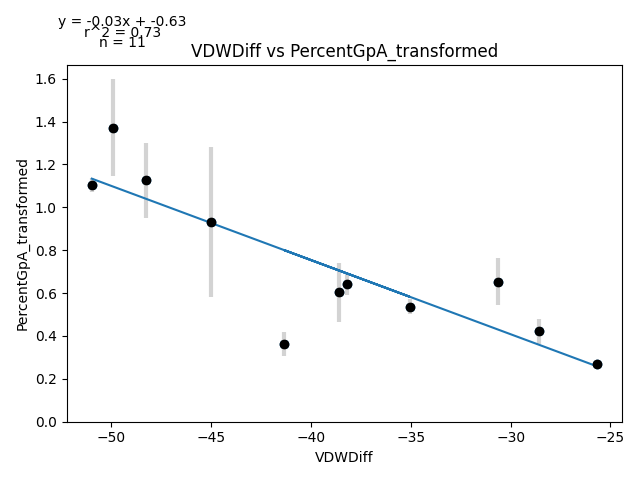 y = -0.03x + -0.63
r^2 = 0.73
n = 11
VDWDiff vs PercentGpA_transformed
1.6
1.4
1.2
1.0
0.8
0.6
0.4
0.2
0.0
PercentGpA_transformed
−50
−45
−40
−35
−30
−25
VDWDiff